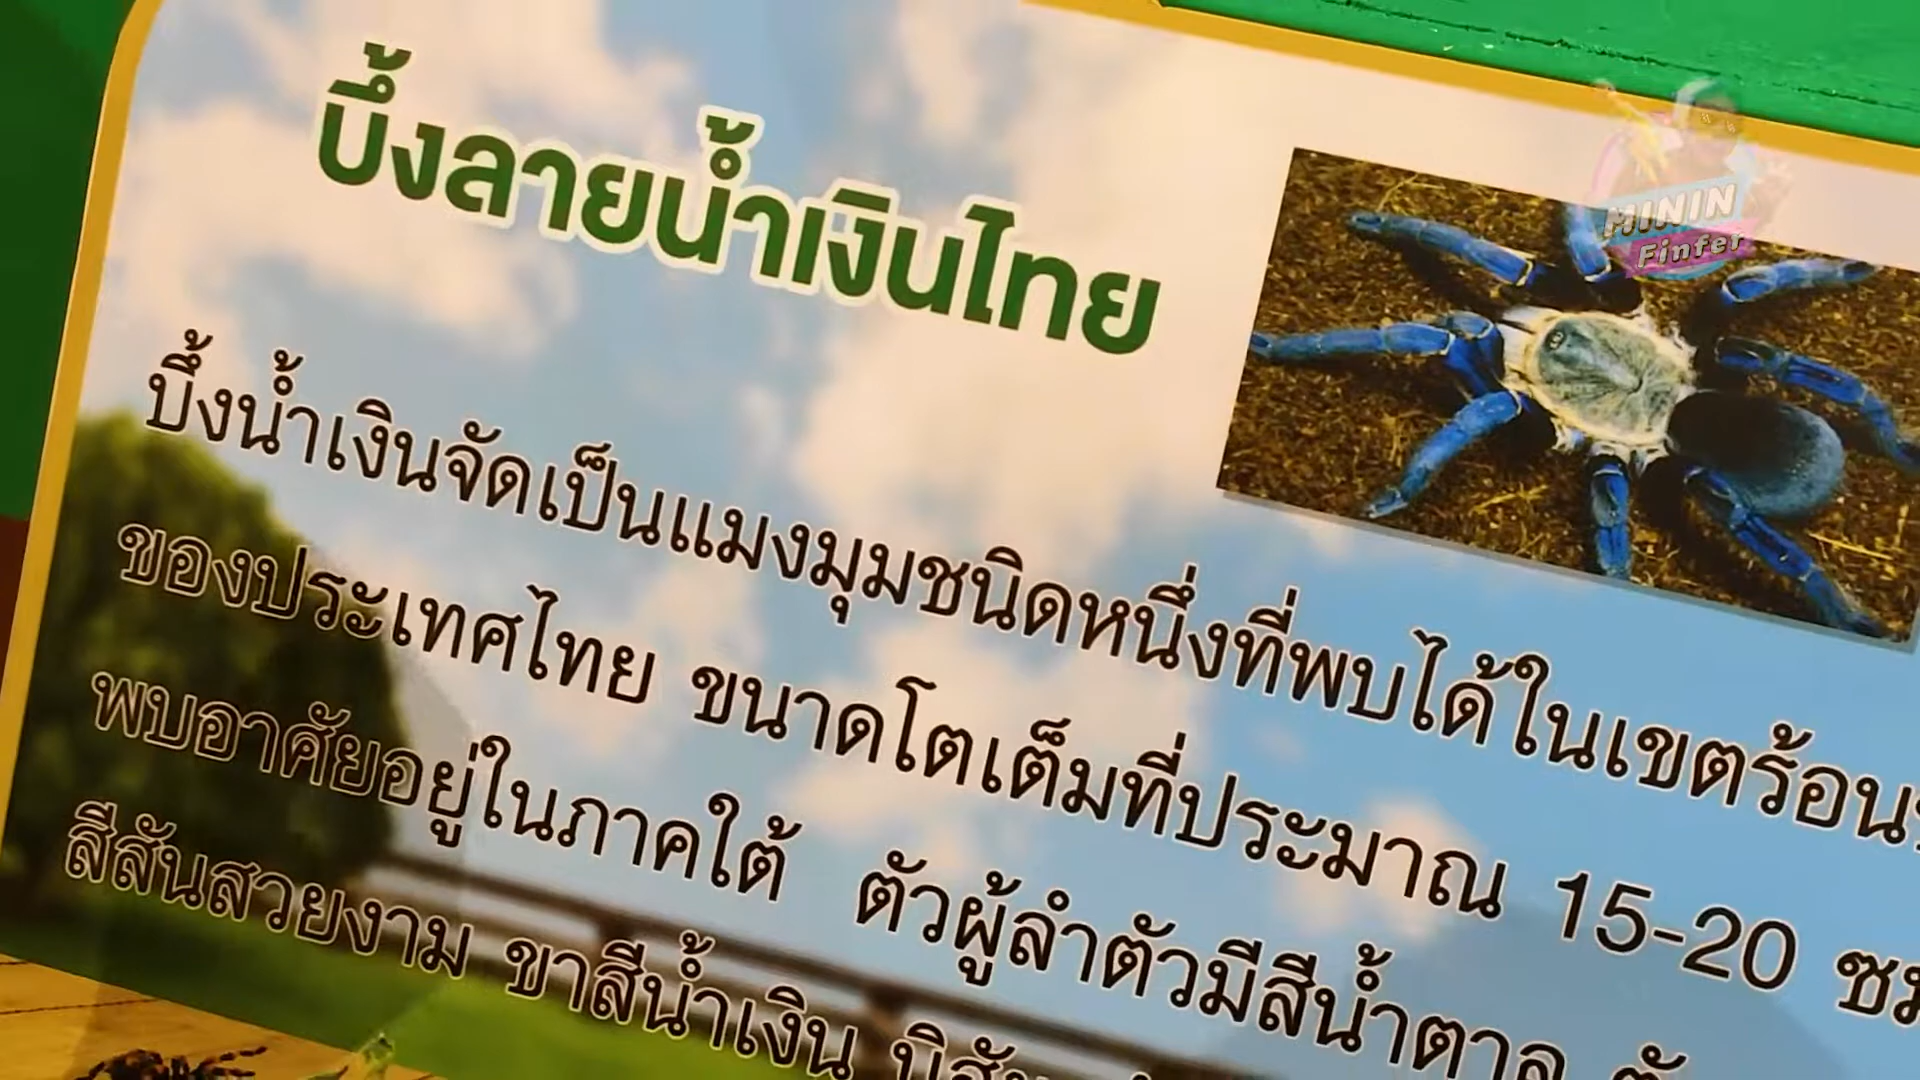 บึ้งลายน้ำเงินไทย
บึ้งน้ำเงินจัดเป็นแมงมุมชนิดหนึ่งที่พบได้ในเขตร้อน
ของประเทศไทย ขนาดโตเต็มที่ประมาณ 15-20 ซม
พบอาศัยอยู่ในภาคใต้ ตัวผู้ลำตัวมีสีน้ำตาล
สีสันสวยงาม ขาสีน้ำเงิน
MININ
Finfer